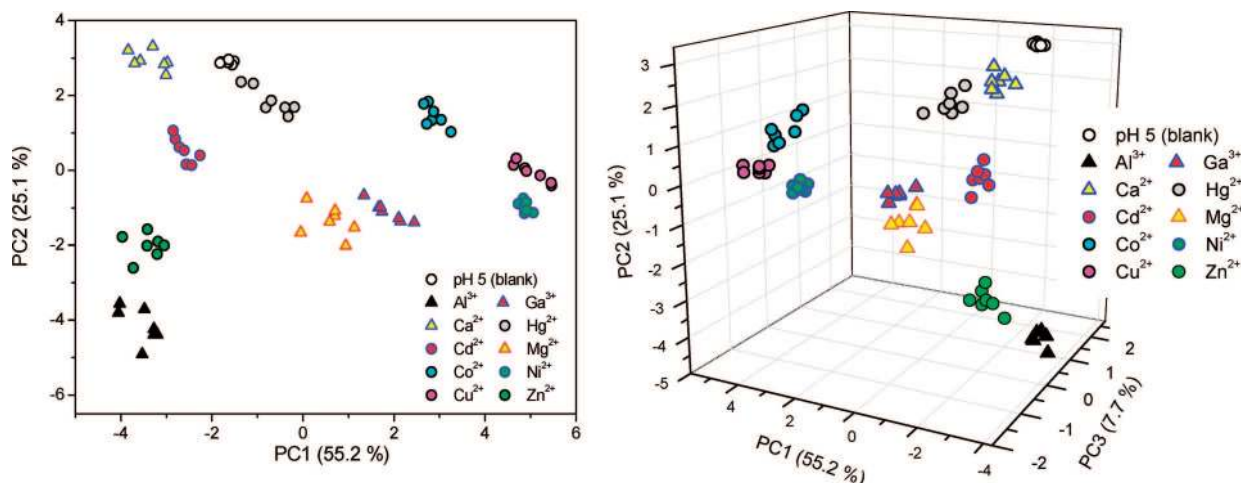 4
2
0
-2
-4
-6
PC2 (25.1 %)
-4
-2
0
2
4
6
PC1 (55.2 %)
pH 5 (blank)
Al³⁺ Ga³⁺
Ca²⁺ Hg²⁺
Cd²⁺ Mg²⁺
Co²⁺ Ni²⁺
Cu²⁺ Zn²⁺
3
2
1
0
-1
-2
-3
-4
-5
PC2 (25.1 %)
4
2
0
-2
-4
PC1 (55.2 %)
2
1
0
-1
-2
PC3 (7.7 %)
pH 5 (blank)
Al³⁺ Ga³⁺
Ca²⁺ Hg²⁺
Cd²⁺ Mg²⁺
Co²⁺ Ni²⁺
Cu²⁺ Zn²⁺